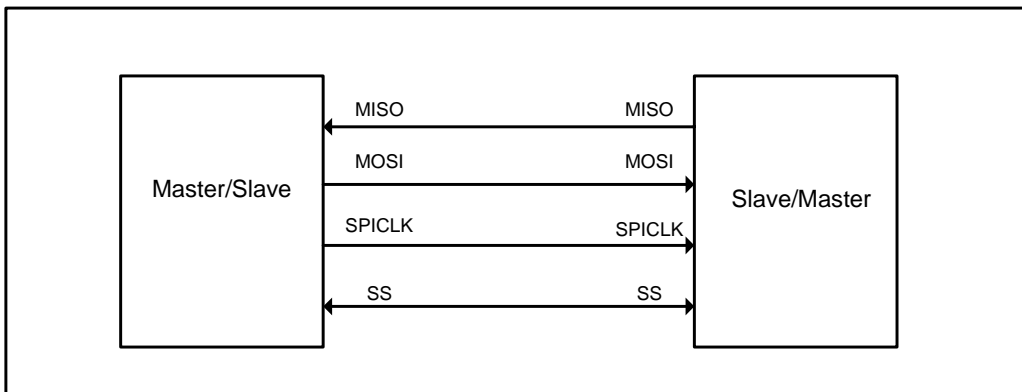 MISO MISO
MOSI MOSI
Master/Slave Slave/Master
SPICLK SPICLK
SS SS